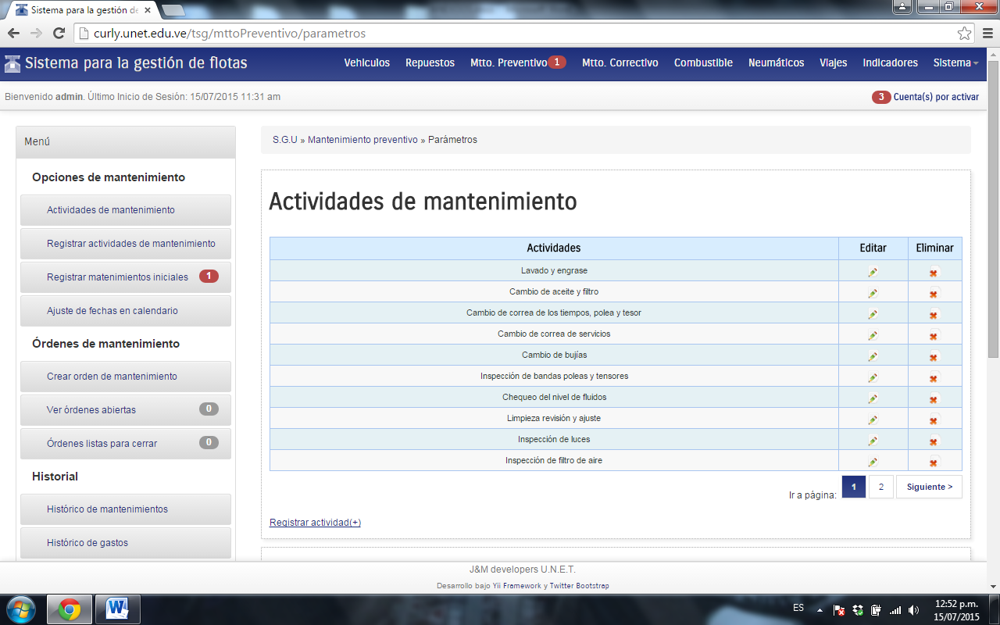 Sistema para la gestión de
curly.unet.edu.ve/tsg/mttoPreventivo/parametros
Sistema para la gestión de flotas
Vehiculos Repuestos Mtto. Preventivo 1 Mtto. Correctivo Combustible Neumáticos Viajes Indicadores Sistema
Bienvenido admin. Último Inicio de Sesión: 15/07/2015 11:31 am
3 Cuenta(s) por activar
Menú
Opciones de mantenimiento
Actividades de mantenimiento
Registrar actividades de mantenimiento
Registrar matenimientos iniciales 1
Ajuste de fechas en calendario
Órdenes de mantenimiento
Crear orden de mantenimiento
Ver órdenes abiertas 0
Órdenes listas para cerrar 0
Historial
Histórico de mantenimientos
Histórico de gastos
S.G.U » Mantenimiento preventivo » Parámetros
Actividades de mantenimiento
Actividades Editar Eliminar
Lavado y engrase
Cambio de aceite y filtro
Cambio de correa de los tiempos, polea y tesor
Cambio de correa de servicios
Cambio de bujías
Inspección de bandas poleas y tensores
Chequeo del nivel de fluidos
Limpieza revisión y ajuste
Inspección de luces
Inspección de filtro de aire
Ir a página: 1 2 Siguiente >
Registrar actividad(+)
J&M developers U.N.E.T.
Desarrollo bajo Yii Framework y Twitter Bootstrap
ES
12:52 p.m.
15/07/2015